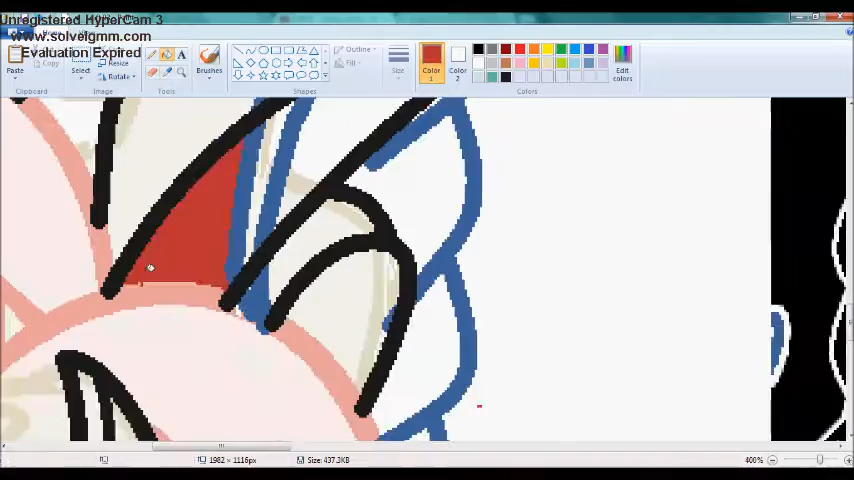 Unregistered HyperCam 3
www.solveigmm.com
Evaluation Expired
Paste
Copy
Select
Resize
Rotate
A
Brushes
Outline
Fill
Size
Color 1
Color 2
Edit colors
Clipboard
Image
Tools
Shapes
Colors
1982 × 1116px
Size: 437.3KB
400%